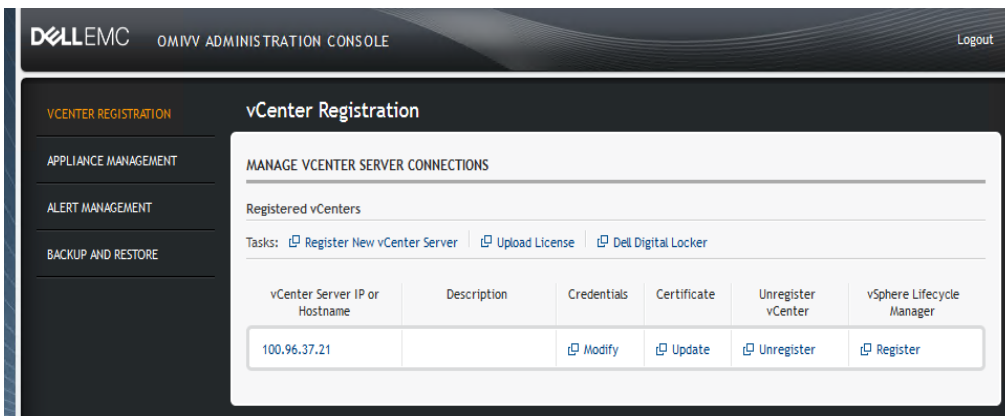 DELLEMC OMIVV ADMINISTRATION CONSOLE Logout
VCENTER REGISTRATION
APPLIANCE MANAGEMENT
ALERT MANAGEMENT
BACKUP AND RESTORE
vCenter Registration
MANAGE VCENTER SERVER CONNECTIONS
Registered vCenters
Tasks: Register New vCenter Server Upload License Dell Digital Locker
vCenter Server IP or Hostname Description Credentials Certificate Unregister vCenter vSphere Lifecycle Manager
100.96.37.21 Modify Update Unregister Register